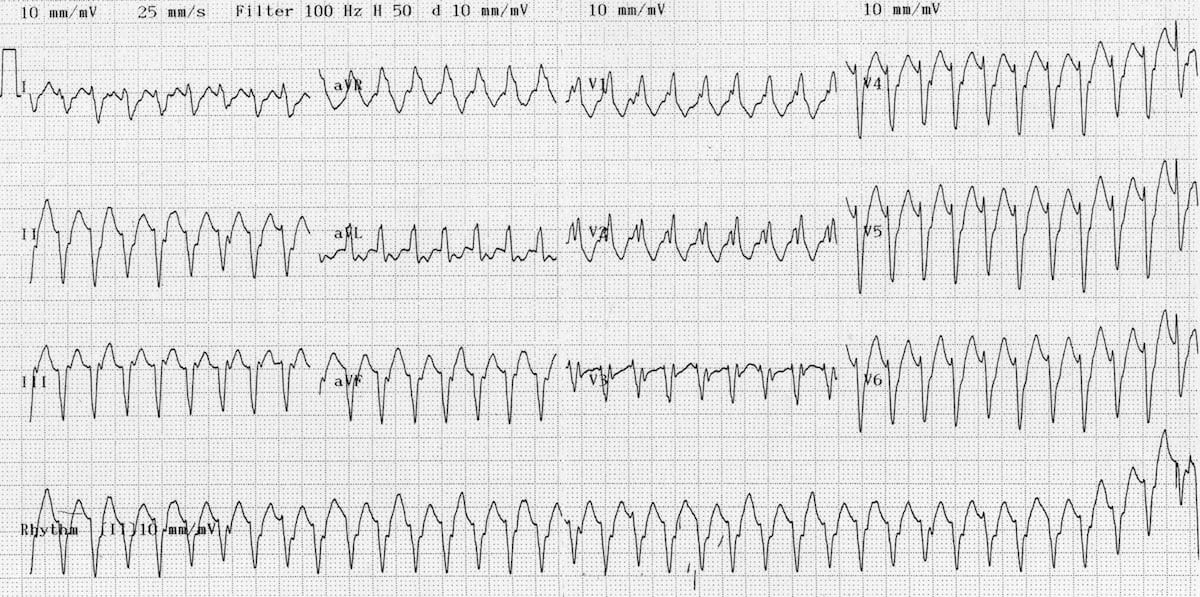 10 mm/mV 25 mm/s Filter 100 Hz H 50 d 10 mm/mV 10 mm/mV 10 mm/mV
I aVR V1 V4
II aVL V2 V5
III aVF V3 V6
Rhythm [II]10 mm/mV